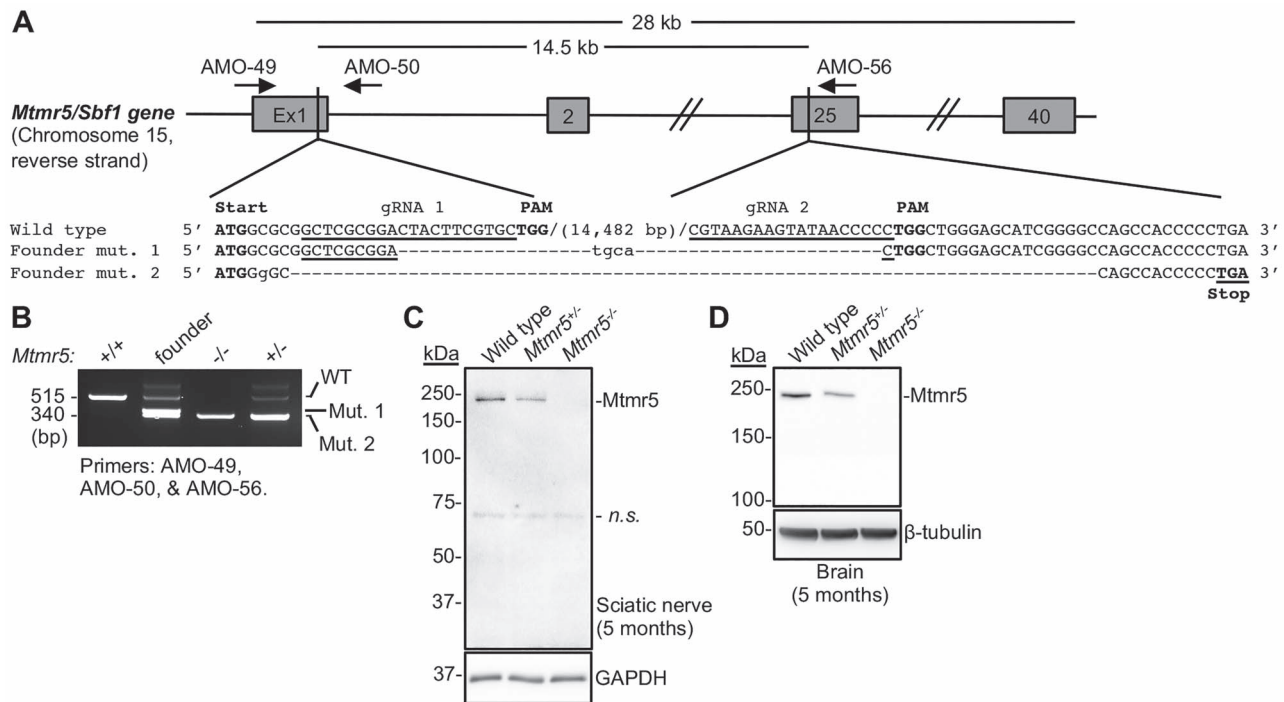 A
28 kb
14.5 kb
AMO-49
AMO-50
AMO-56
Mtmr5/Sbf1 gene
(Chromosome 15,
reverse strand)
Ex1
2
25
40
Start gRNA 1 PAM gRNA 2 PAM
Wild type 5’ ATGGCGCGGCTCGCGGACTACTTCGTGCTGG/(14,482 bp)/CGTAAGAAGTATAACCCCCTGGCTGGGAGCATCGGGGCCAGCCACCCCCTGA 3’
Founder mut. 1 5’ ATGGCGCGGCTCGCGGA------------------tgca------------------------CTGGCTGGGAGCATCGGGGCCAGCCACCCCCTGA 3’
Founder mut. 2 5’ ATGGgGC----------------------------------------------------------------------------CAGCCACCCCCTGA 3’
Stop
B
Mtmr5: +/+ founder -/- +/-
515 -
340 -
(bp)
WT
Mut. 1
Mut. 2
Primers: AMO-49,
AMO-50, & AMO-56.
C
kDa
Wild type
Mtmr5+/-
Mtmr5-/-
250-
150-
100-
75-
50-
37-
-Mtmr5
- n.s.
Sciatic nerve
(5 months)
37-
GAPDH
D
kDa
Wild type
Mtmr5+/-
Mtmr5-/-
250-
150-
100-
-Mtmr5
50-
β-tubulin
Brain
(5 months)